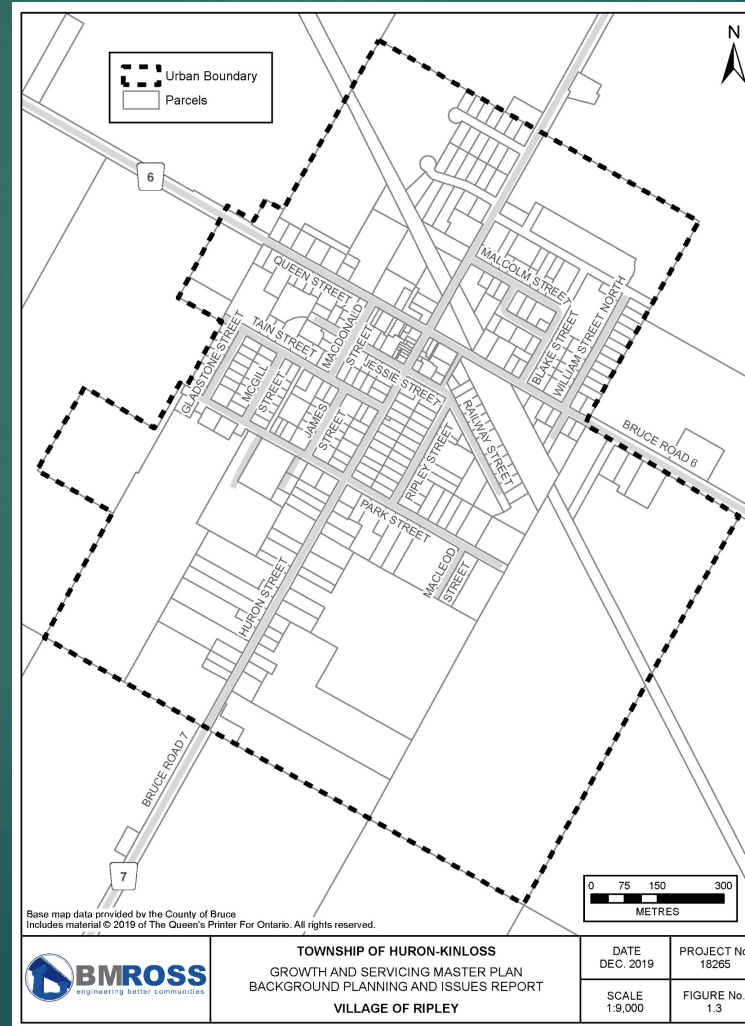 N
Urban Boundary
Parcels
6
QUEEN STREET
MALCOLM STREET
BLAKE STREET
WILLIAM STREET NORTH
MACDONALD
STREET
TAIN STREET
GLADSTONE STREET
MCGILL
STREET
JESSIE STREET
JAMES
STREET
RAILWAY STREET
RIPLEY STREET
BRUCE ROAD 6
PARK STREET
MACLEOD
STREET
HURON STREET
BRUCE ROAD 7
7
0 75 150 300
METRES
Base map data provided by the County of Bruce
Includes material © 2019 of The Queen's Printer For Ontario. All rights reserved.
BMROSS
engineering better communities
TOWNSHIP OF HURON-KINLOSS
GROWTH AND SERVICING MASTER PLAN
BACKGROUND PLANNING AND ISSUES REPORT
VILLAGE OF RIPLEY
DATE
DEC. 2019
PROJECT No
18265
SCALE
1:9,000
FIGURE No.
1.3